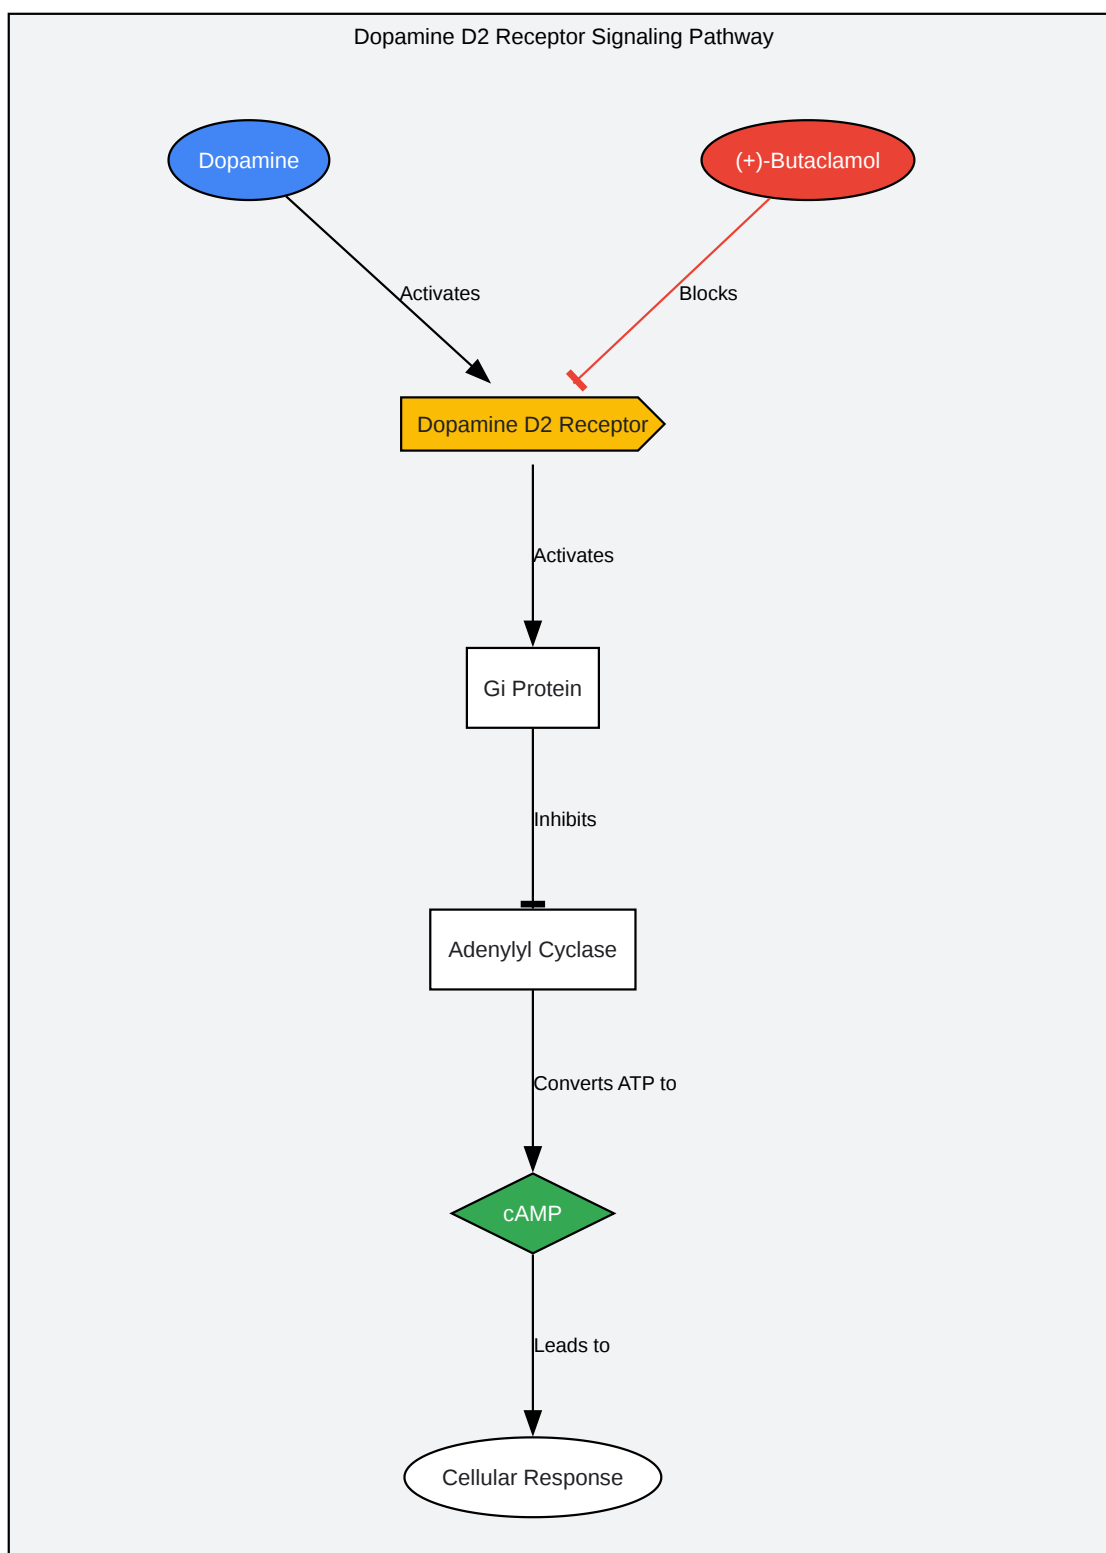 Dopamine D2 Receptor Signaling Pathway
Dopamine
(+)-Butaclamol
Activates
Blocks
Dopamine D2 Receptor
Activates
Gi Protein
Inhibits
Adenylyl Cyclase
Converts ATP to
cAMP
Leads to
Cellular Response